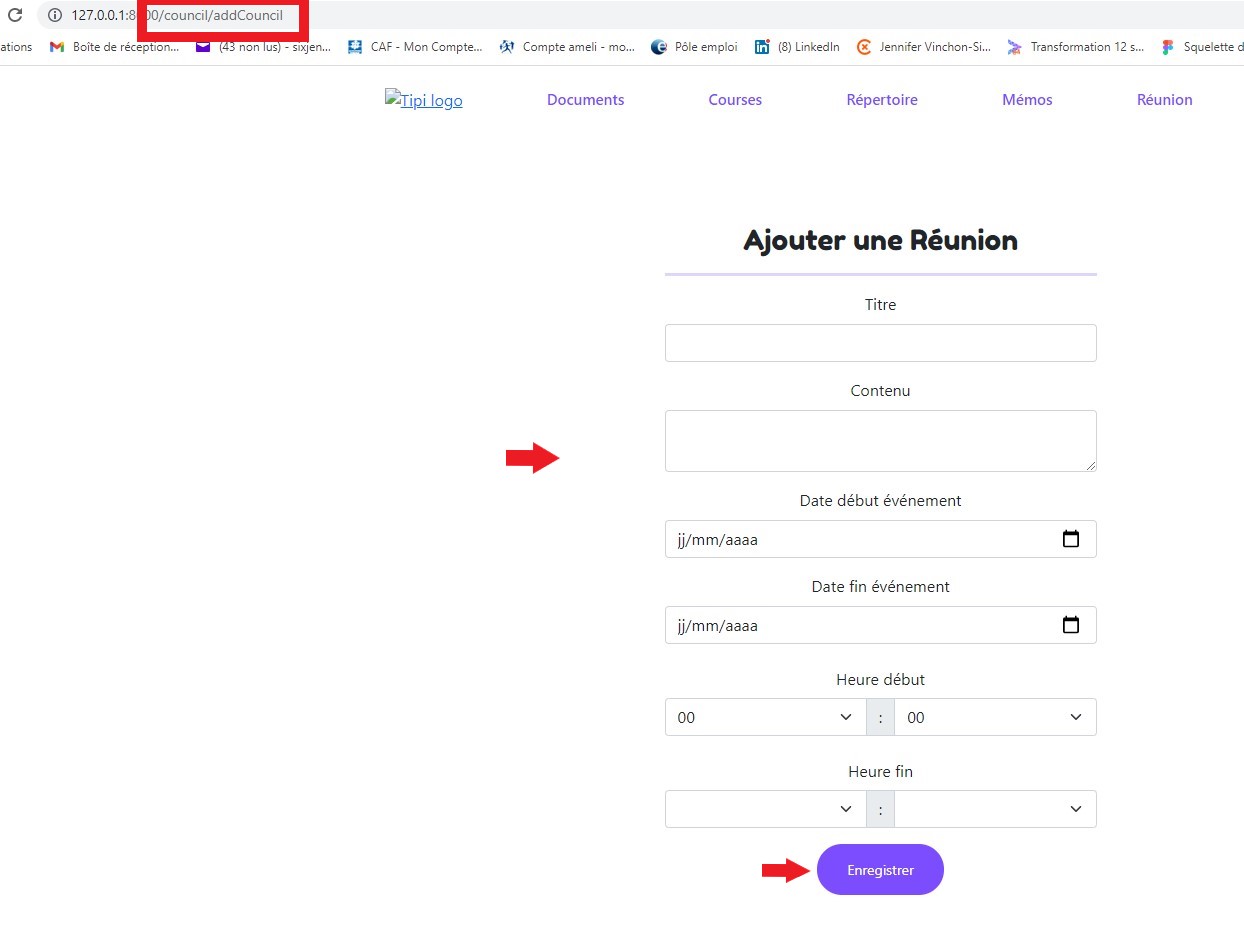 127.0.0.1:8000/council/addCouncil
ations Boîte de réception... (43 non lus) - sixjen... CAF - Mon Compte... Compte ameli - mo... Pôle emploi (8) LinkedIn Jennifer Vinchon-Si... Transformation 12 s... Squelette d
Tipi logo Documents Courses Répertoire Mémos Réunion
Ajouter une Réunion
Titre
Contenu
Date début événement
jj/mm/aaaa
Date fin événement
jj/mm/aaaa
Heure début
00 : 00
Heure fin
:
Enregistrer